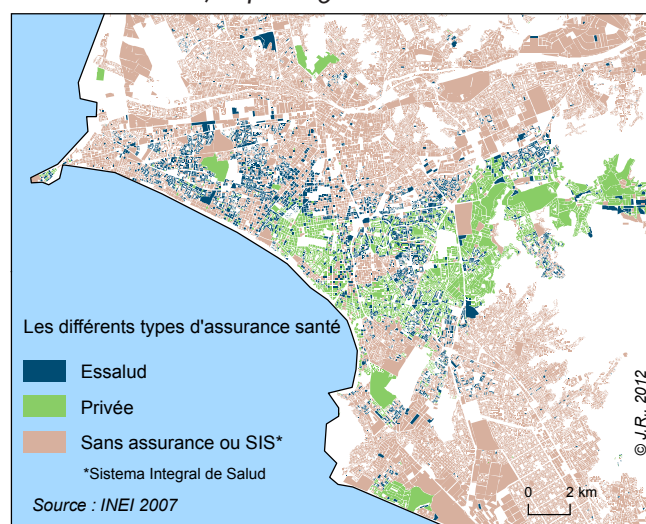 Les différents types d'assurance santé
Essalud
Privée
Sans assurance ou SIS*
*Sistema Integral de Salud
Source : INEI 2007
0 2 km
© J.R., 2012